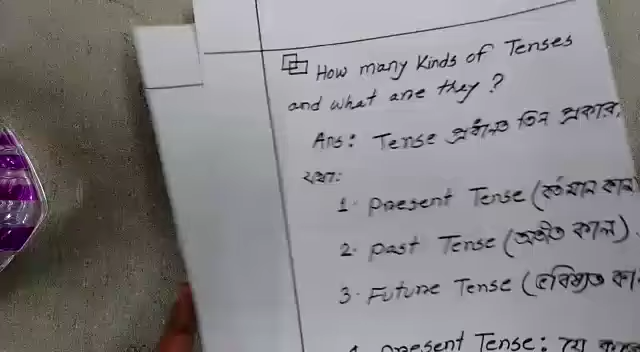 How many Kinds of Tenses
and what are they?
Ans: Tense প্রধানত তিন প্রকার,
যথা:
1. Present Tense (বর্তমান কাল)
2. Past Tense (অতীত কাল).
3. Future Tense (ভবিষ্যত কা
Present Tense: যে